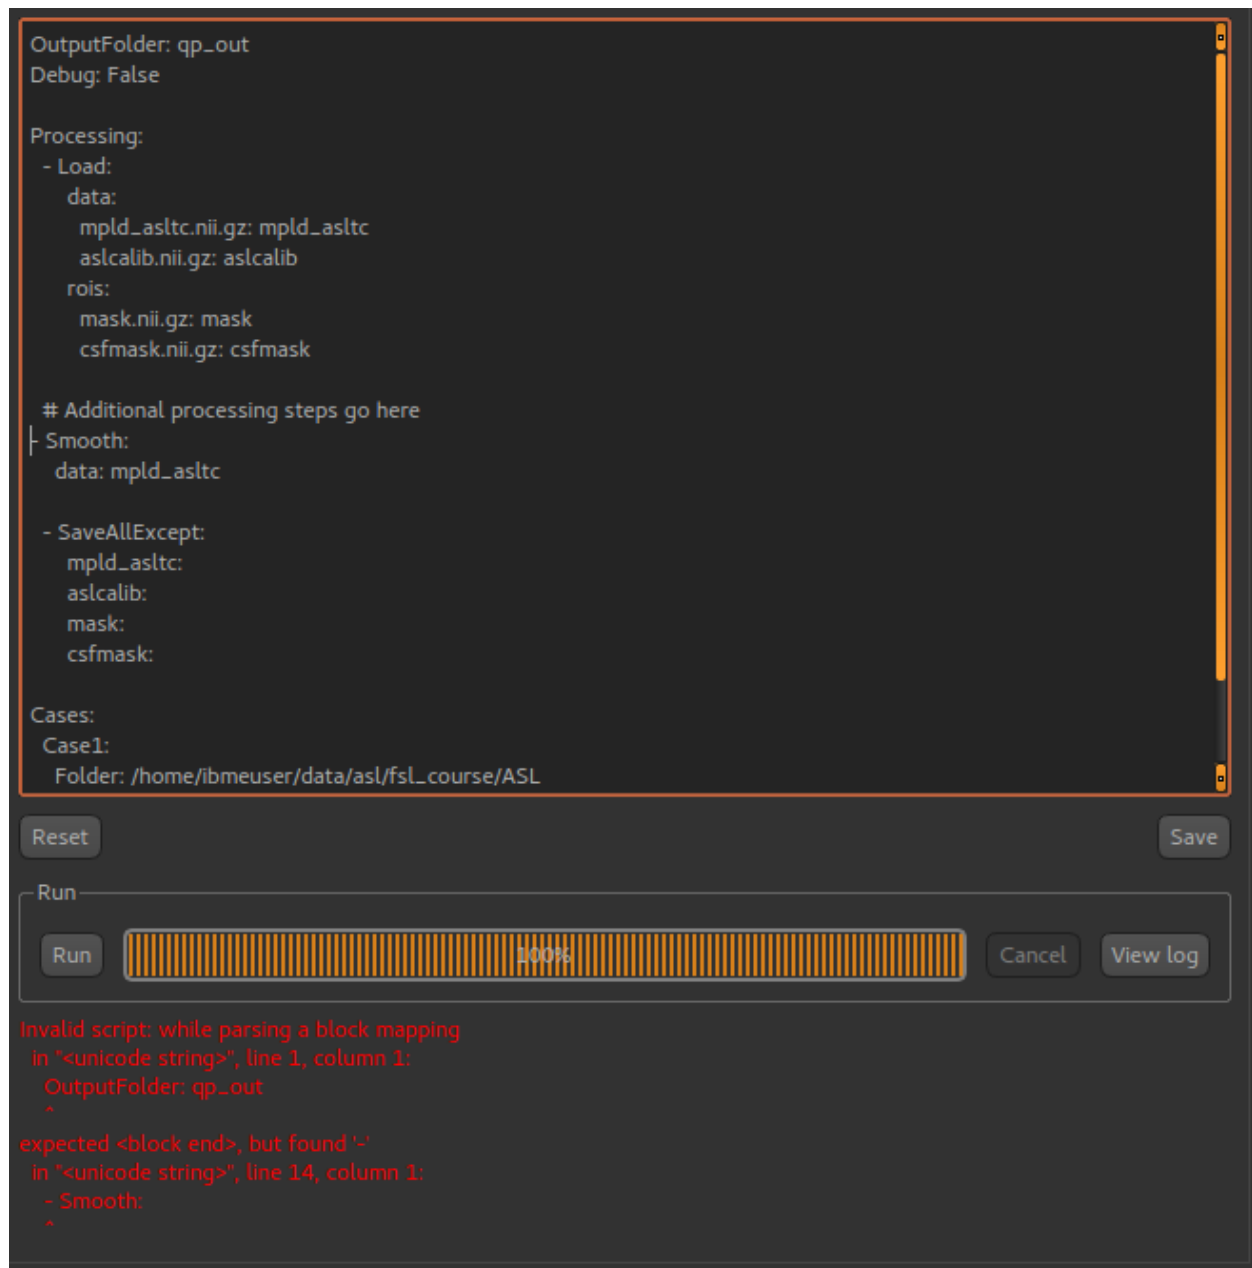 OutputFolder: qp_out
Debug: False

Processing:
  - Load:
      data:
        mpld_asltc.nii.gz: mpld_asltc
        aslcalib.nii.gz: aslcalib
      rois:
        mask.nii.gz: mask
        csfmask.nii.gz: csfmask

  # Additional processing steps go here
- Smooth:
    data: mpld_asltc

  - SaveAllExcept:
      mpld_asltc:
      aslcalib:
      mask:
      csfmask:

Cases:
  Case1:
    Folder: /home/ibmeuser/data/asl/fsl_course/ASL
Reset Save
Run
Run 100% Cancel View log
Invalid script: while parsing a block mapping
  in "<unicode string>", line 1, column 1:
    OutputFolder: qp_out
    ^
expected <block end>, but found '-'
  in "<unicode string>", line 14, column 1:
    - Smooth:
    ^